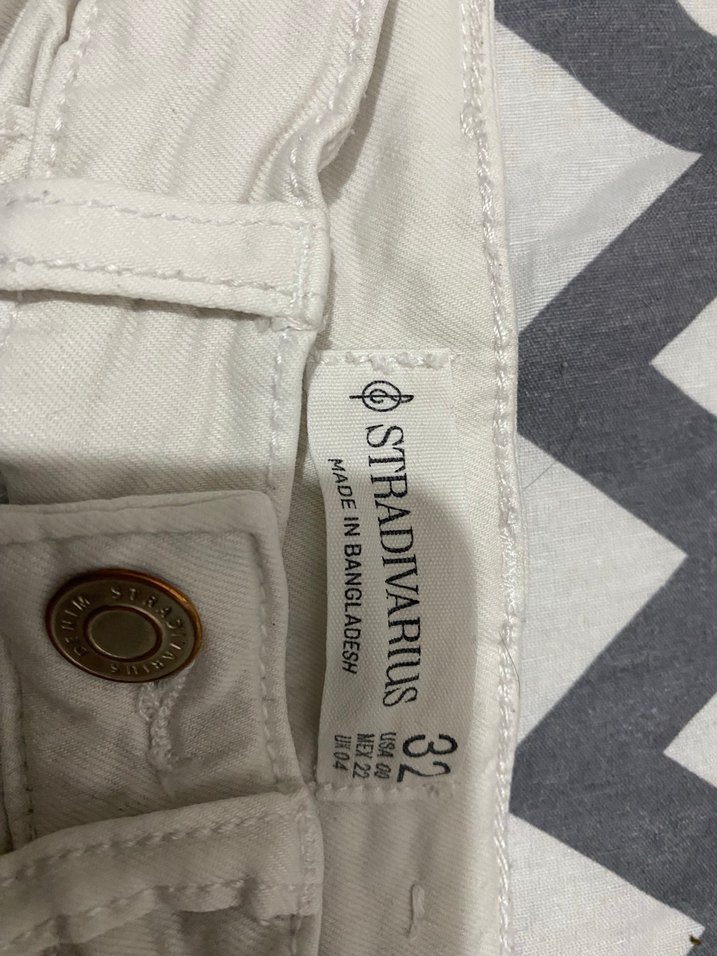 STRADIVARIUS
MADE IN BANGLADESH
32
USA 00
MEX 22
UK 04
STRADIVARIUS DENIM